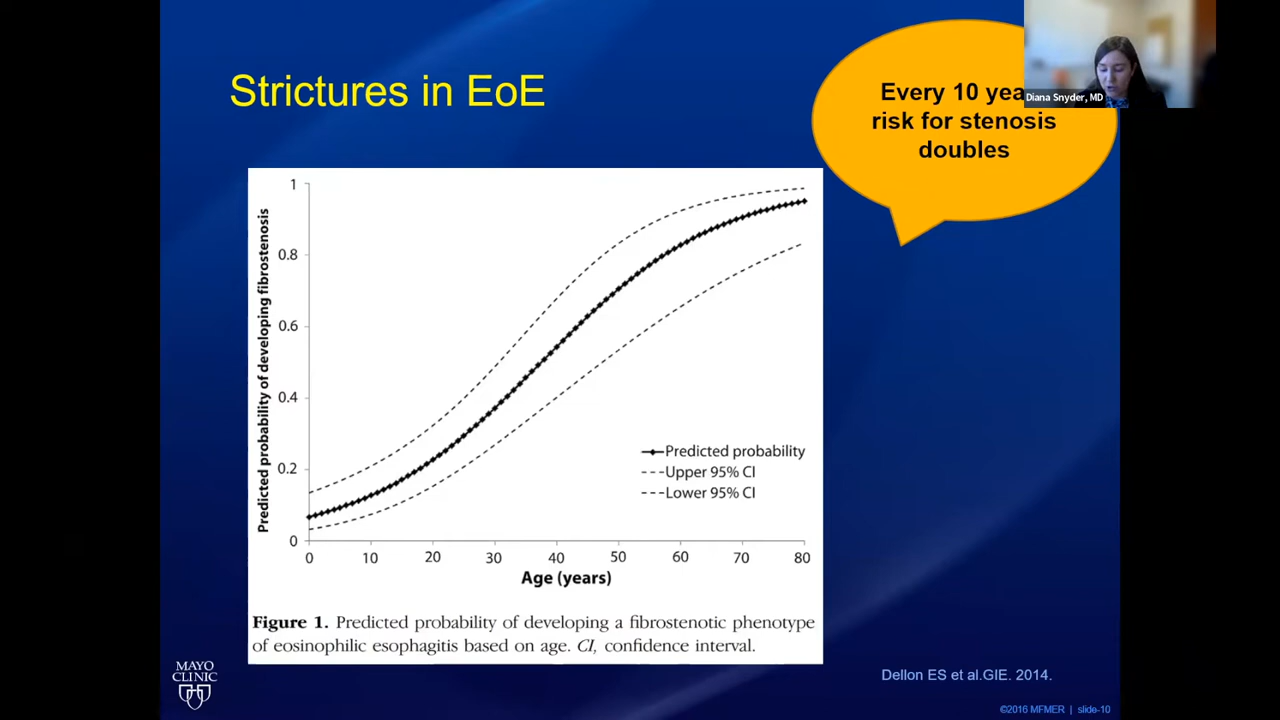 Strictures in EoE
Every 10
risk for stenosis
doubles
Diana Snyder, MD
Predicted probability of developing fibrostenosis
1
0.8
0.6
0.4
0.2
0
0 10 20 30 40 50 60 70 80
Age (years)
Predicted probability
Upper 95% CI
Lower 95% CI
Figure 1. Predicted probability of developing a fibrostenotic phenotype
of eosinophilic esophagitis based on age. CI, confidence interval.
MAYO
CLINIC
Dellon ES et al.GIE. 2014.
©2016 MFMER | slide-10